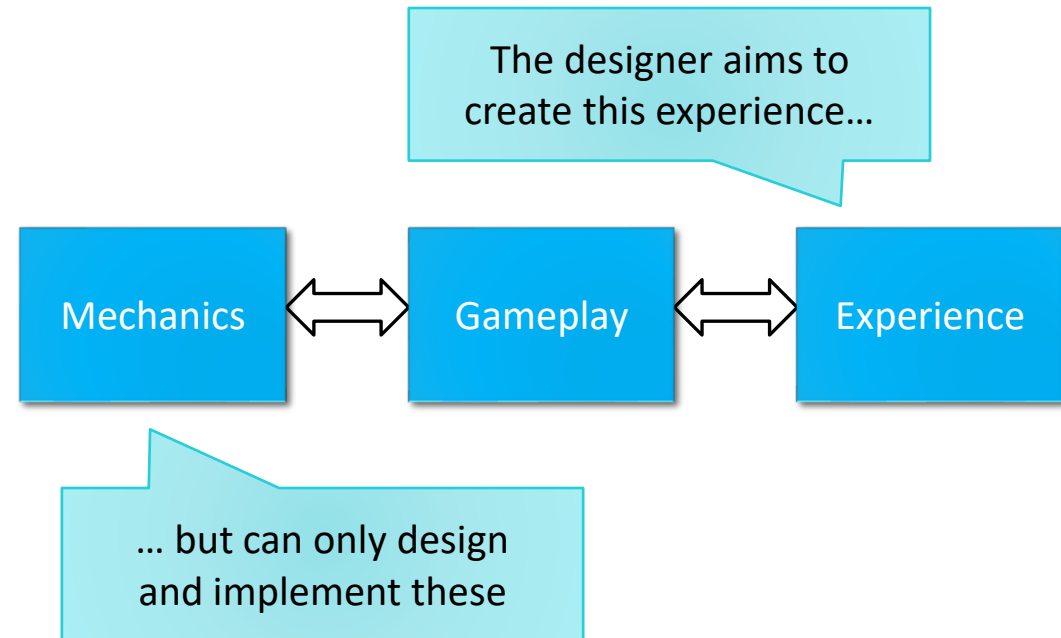 The designer aims to
create this experience…
Mechanics
Gameplay
Experience
… but can only design
and implement these